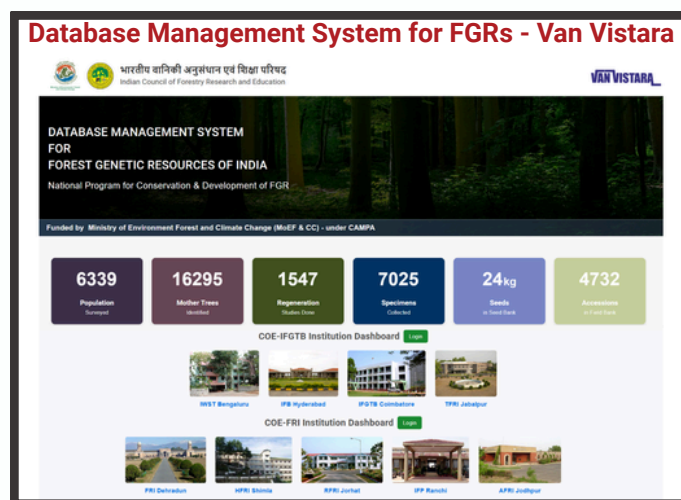 Database Management System for FGRs - Van Vistara
भारतीय वानिकी अनुसंधान एवं शिक्षा परिषद
Indian Council of Forestry Research and Education
VAN VISTARA
DATABASE MANAGEMENT SYSTEM
FOR
FOREST GENETIC RESOURCES OF INDIA
National Program for Conservation & Development of FGR
Funded by Ministry of Environment Forest and Climate Change (MoEF & CC) - under CAMPA
6339 16295 1547 7025 24kg 4732
Population Mother Trees Regeneration Specimens Seeds Accessions
Surveyed Identified Studies Done Collected in Seed Bank in Field Bank
COE-IFGTB Institution Dashboard Login
IWST Bengaluru IFB Hyderabad IFGTB Coimbatore TFRI Jabalpur
COE-FRI Institution Dashboard Login
FRI Dehradun HFRI Shimla RFRI Jorhat IFP Ranchi AFRI Jodhpur